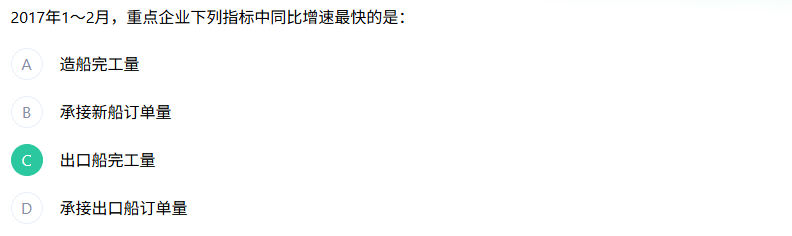 2017年1～2月，重点企业下列指标中同比增速最快的是：
A 造船完工量
B 承接新船订单量
C 出口船完工量
D 承接出口船订单量